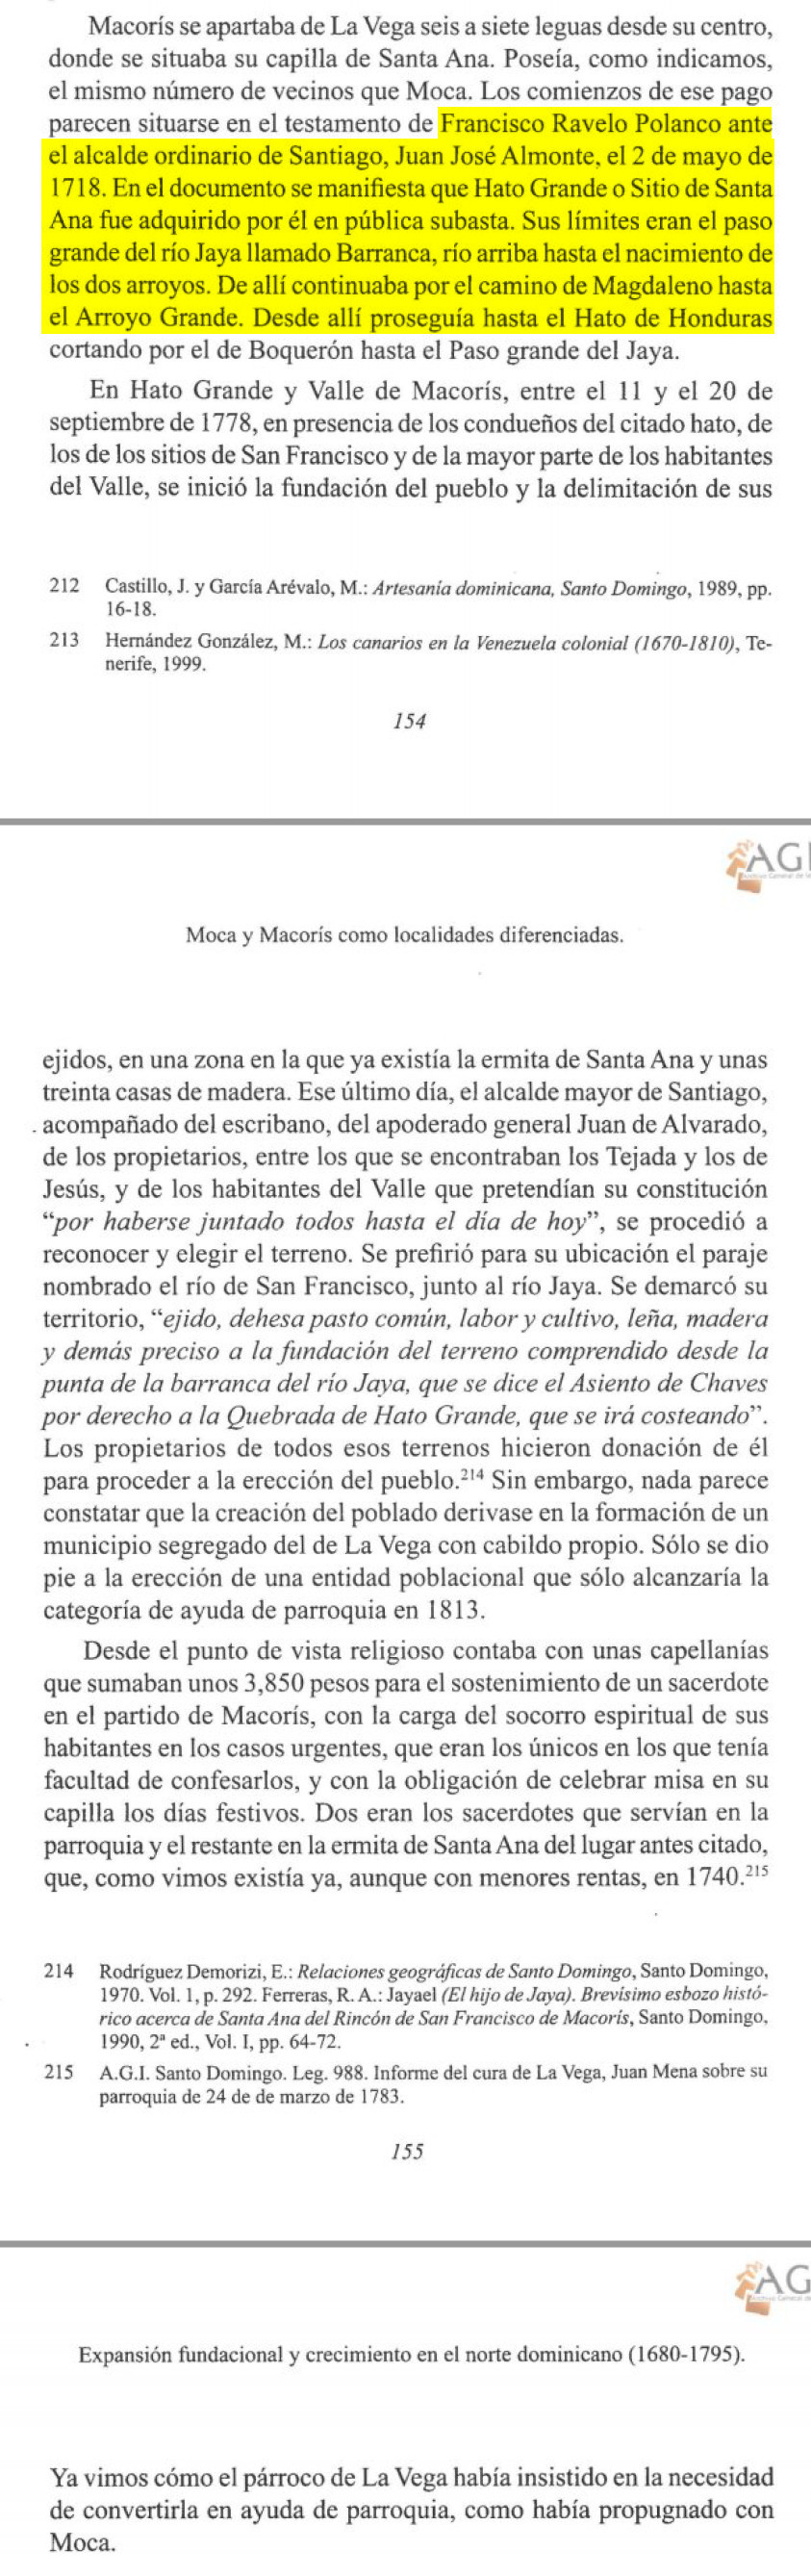 Macorís se apartaba de La Vega seis a siete leguas desde su centro,
donde se situaba su capilla de Santa Ana. Poseía, como indicamos,
el mismo número de vecinos que Moca. Los comienzos de ese pago
parecen situarse en el testamento de Francisco Ravelo Polanco ante
el alcalde ordinario de Santiago, Juan José Almonte, el 2 de mayo de
1718. En el documento se manifiesta que Hato Grande o Sitio de Santa
Ana fue adquirido por él en pública subasta. Sus límites eran el paso
grande del río Jaya llamado Barranca, río arriba hasta el nacimiento de
los dos arroyos. De allí continuaba por el camino de Magdaleno hasta
el Arroyo Grande. Desde allí proseguía hasta el Hato de Honduras
cortando por el de Boquerón hasta el Paso grande del Jaya.
En Hato Grande y Valle de Macorís, entre el 11 y el 20 de
septiembre de 1778, en presencia de los condueños del citado hato, de
los de los sitios de San Francisco y de la mayor parte de los habitantes
del Valle, se inició la fundación del pueblo y la delimitación de sus
212 Castillo, J. y García Arévalo, M.: Artesanía dominicana, Santo Domingo, 1989, pp.
16-18.
213 Hernández González, M.: Los canarios en la Venezuela colonial (1670-1810), Te-
nerife, 1999.
154
AGI
Moca y Macorís como localidades diferenciadas.
ejidos, en una zona en la que ya existía la ermita de Santa Ana y unas
treinta casas de madera. Ese último día, el alcalde mayor de Santiago,
acompañado del escribano, del apoderado general Juan de Alvarado,
de los propietarios, entre los que se encontraban los Tejada y los de
Jesús, y de los habitantes del Valle que pretendían su constitución
“por haberse juntado todos hasta el día de hoy”, se procedió a
reconocer y elegir el terreno. Se prefirió para su ubicación el paraje
nombrado el río de San Francisco, junto al río Jaya. Se demarcó su
territorio, “ejido, dehesa pasto común, labor y cultivo, leña, madera
y demás preciso a la fundación del terreno comprendido desde la
punta de la barranca del río Jaya, que se dice el Asiento de Chaves
por derecho a la Quebrada de Hato Grande, que se irá costeando”.
Los propietarios de todos esos terrenos hicieron donación de él
para proceder a la erección del pueblo.214 Sin embargo, nada parece
constatar que la creación del poblado derivase en la formación de un
municipio segregado del de La Vega con cabildo propio. Sólo se dio
pie a la erección de una entidad poblacional que sólo alcanzaría la
categoría de ayuda de parroquia en 1813.
Desde el punto de vista religioso contaba con unas capellanías
que sumaban unos 3,850 pesos para el sostenimiento de un sacerdote
en el partido de Macorís, con la carga del socorro espiritual de sus
habitantes en los casos urgentes, que eran los únicos en los que tenía
facultad de confesarlos, y con la obligación de celebrar misa en su
capilla los días festivos. Dos eran los sacerdotes que servían en la
parroquia y el restante en la ermita de Santa Ana del lugar antes citado,
que, como vimos existía ya, aunque con menores rentas, en 1740.215
214 Rodríguez Demorizi, E.: Relaciones geográficas de Santo Domingo, Santo Domingo,
1970. Vol. 1, p. 292. Ferreras, R. A.: Jayael (El hijo de Jaya). Brevísimo esbozo histó-
rico acerca de Santa Ana del Rincón de San Francisco de Macorís, Santo Domingo,
1990, 2ª ed., Vol. I, pp. 64-72.
215 A.G.I. Santo Domingo. Leg. 988. Informe del cura de La Vega, Juan Mena sobre su
parroquia de 24 de de marzo de 1783.
155
AG
Expansión fundacional y crecimiento en el norte dominicano (1680-1795).
Ya vimos cómo el párroco de La Vega había insistido en la necesidad
de convertirla en ayuda de parroquia, como había propugnado con
Moca.